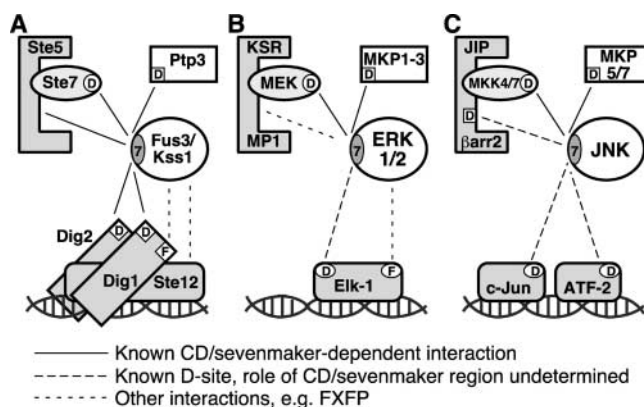 A
Ste5
Ste7
D
Ptp3
D
7
Fus3/
Kss1
Dig2
D
D
F
Dig1
Ste12
B
KSR
MEK
D
MKP1-3
D
MP1
7
ERK
1/2
D
F
Elk-1
C
JIP
MKK4/7
D
MKP
5/7
D
D
βarr2
7
JNK
D
D
c-Jun
ATF-2
Known CD/sevenmaker-dependent interaction
Known D-site, role of CD/sevenmaker region undetermined
Other interactions, e.g. FXFP